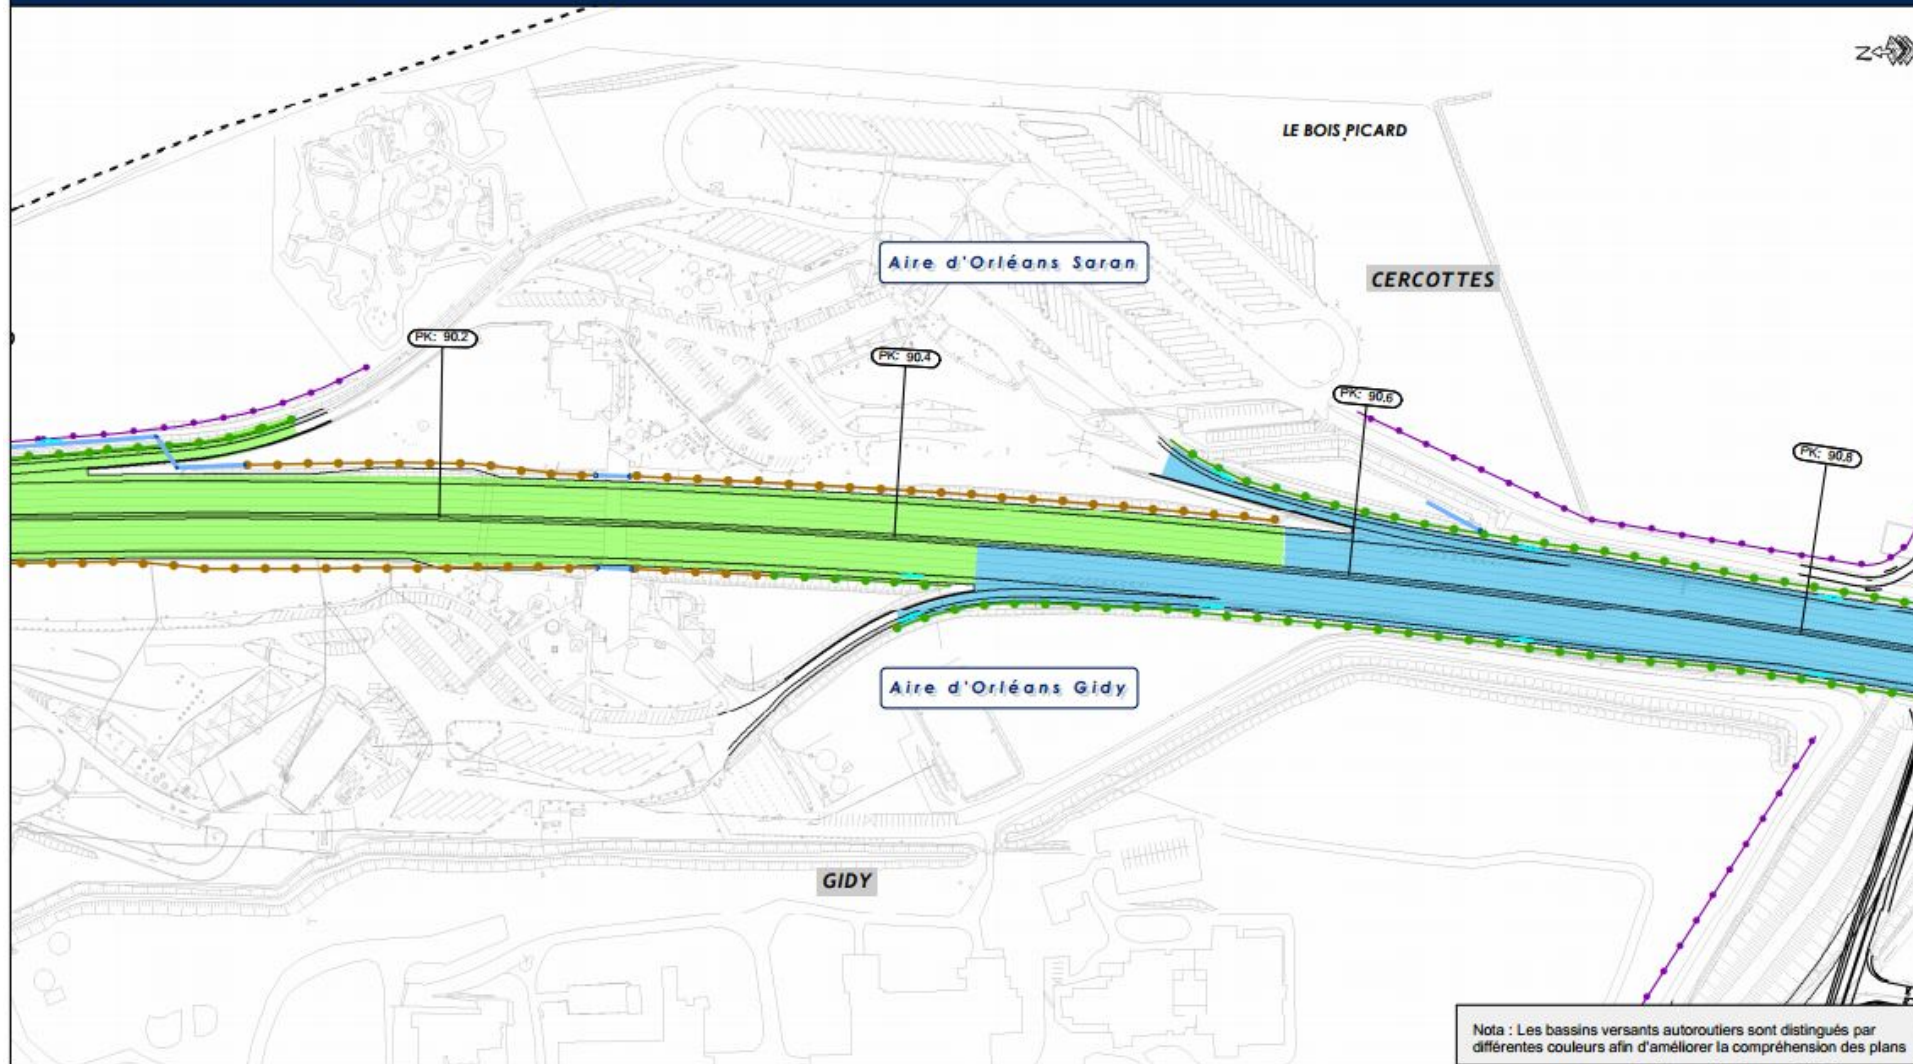 Z
LE BOIS PICARD
Aire d'Orléans Saran
CERCOTTES
PK: 90.2
PK: 90.4
PK: 90.6
PK: 90.8
Aire d'Orléans Gidy
GIDY
Nota : Les bassins versants autoroutiers sont distingués par
différentes couleurs afin d'améliorer la compréhension des plans